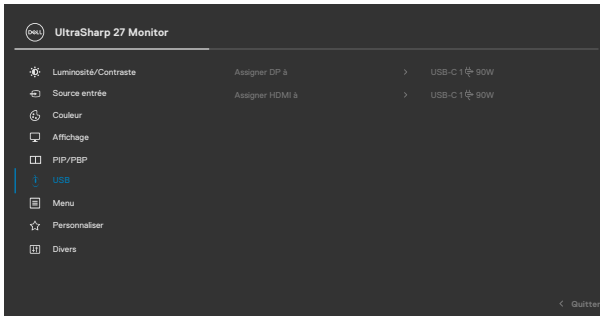 DELL UltraSharp 27 Monitor
Luminosité/Contraste Assigner DP à > USB-C 1 90W
Source entrée Assigner HDMI à > USB-C 1 90W
Couleur
Affichage
PIP/PBP
USB
Menu
Personnaliser
Divers
< Quitter